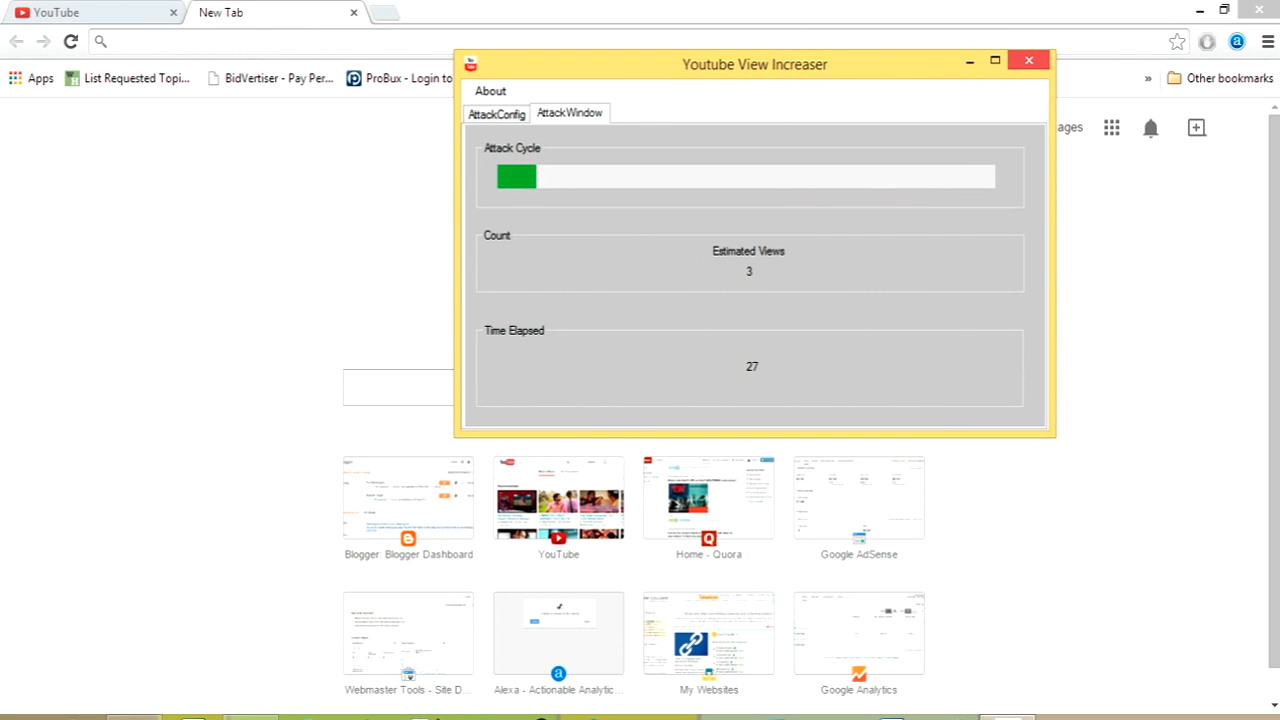 YouTube
New Tab
Apps
List Requested Topi...
BidVertiser - Pay Per...
ProBux - Login to
»
Other bookmarks
Youtube View Increaser
About
AttackConfig
AttackWindow
ages
Attack Cycle
Count
Estimated Views
3
Time Elapsed
27
Blogger: Blogger Dashboard
YouTube
Home - Quora
Google AdSense
Webmaster Tools - Site D...
Alexa - Actionable Analytic...
My Websites
Google Analytics